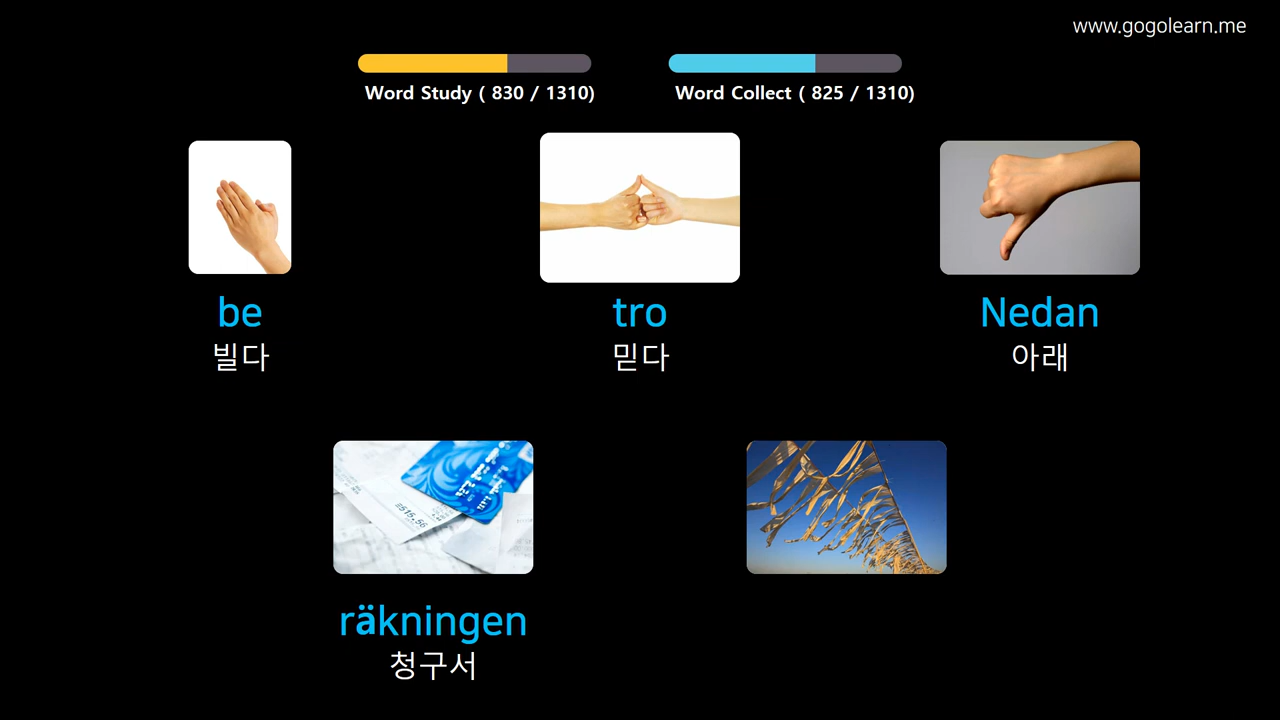 www.gogolearn.me
Word Study ( 830 / 1310)
Word Collect ( 825 / 1310)
be
빌다
tro
믿다
Nedan
아래
räkningen
청구서